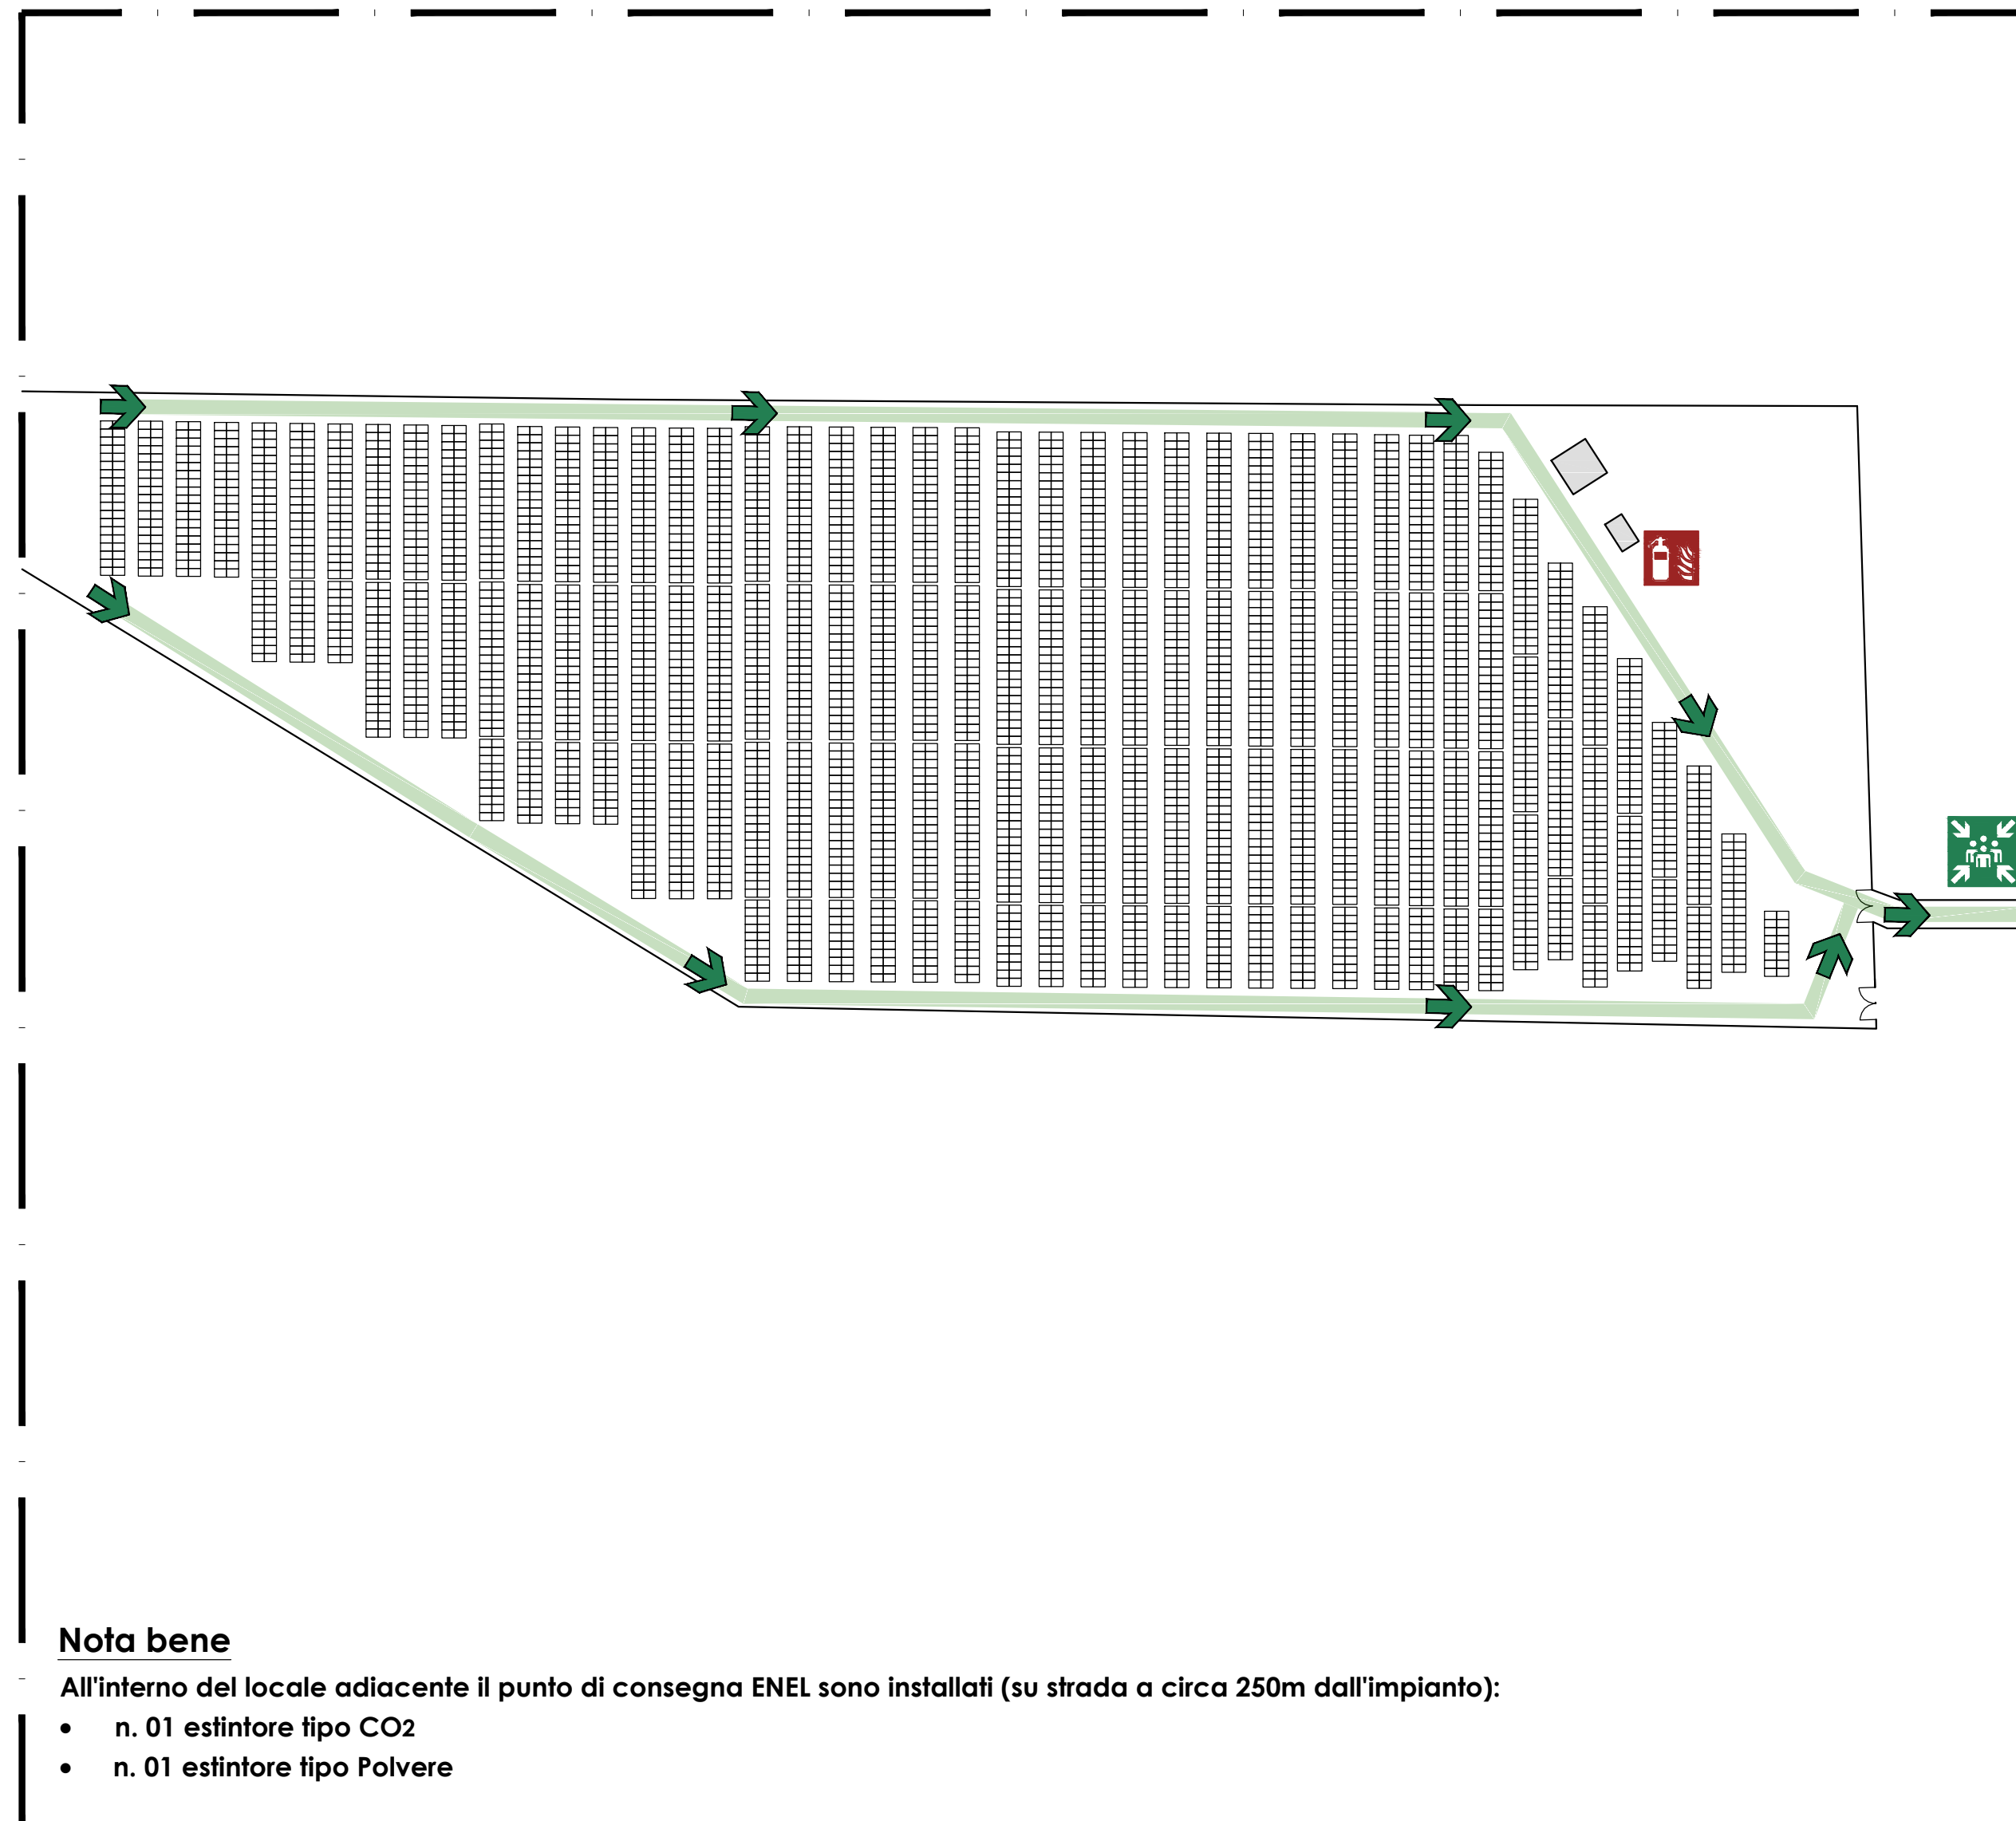 Nota bene
All'interno del locale adiacente il punto di consegna ENEL sono installati (su strada a circa 250m dall'impianto):
• n. 01 estintore tipo CO2
• n. 01 estintore tipo Polvere